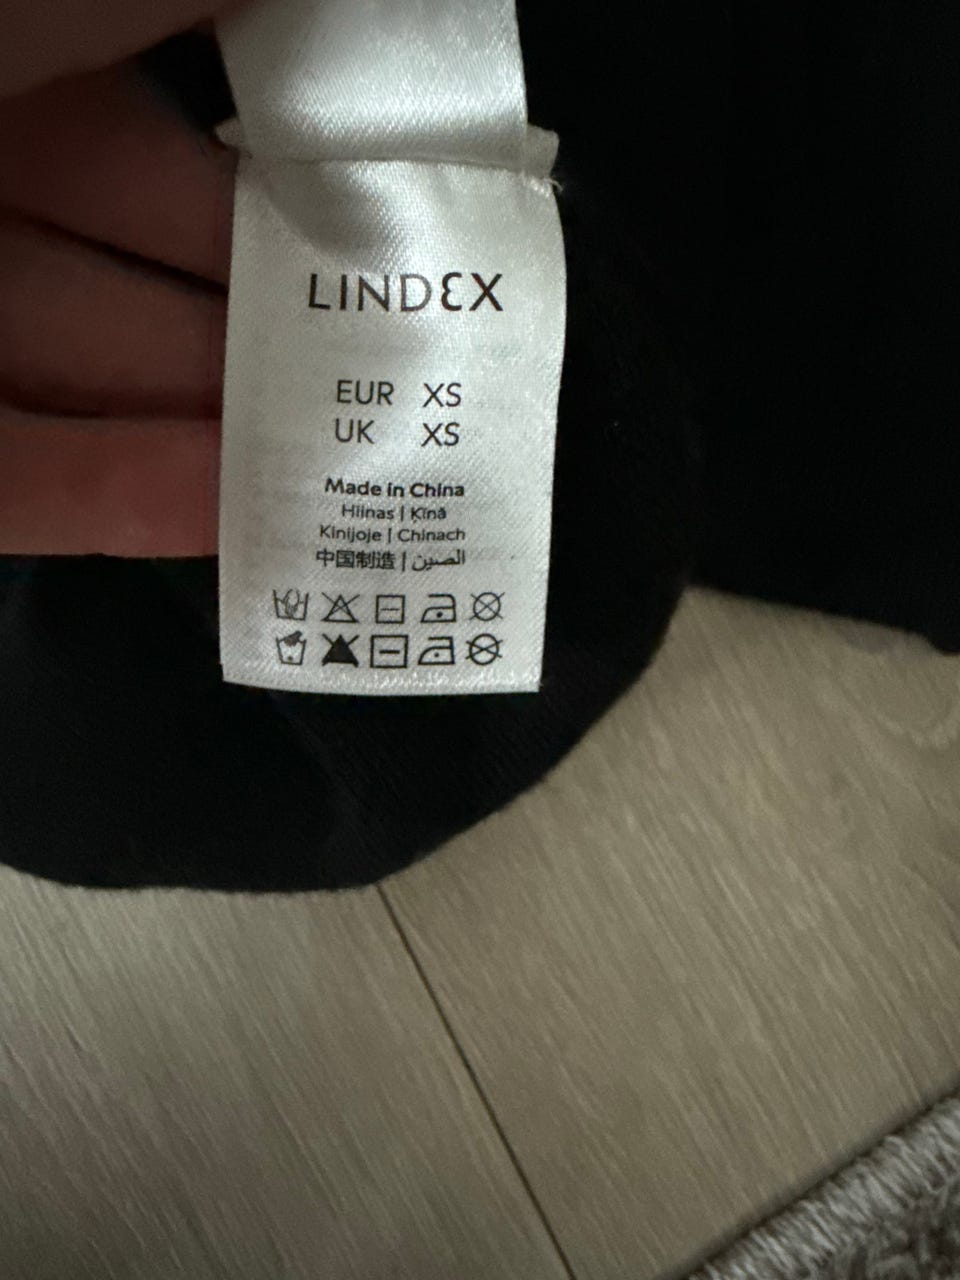 LINDEX
EUR XS
UK XS
Made in China
Hiinas | Ķīnā
Kinijoje | Chinach
中国制造 | الصين